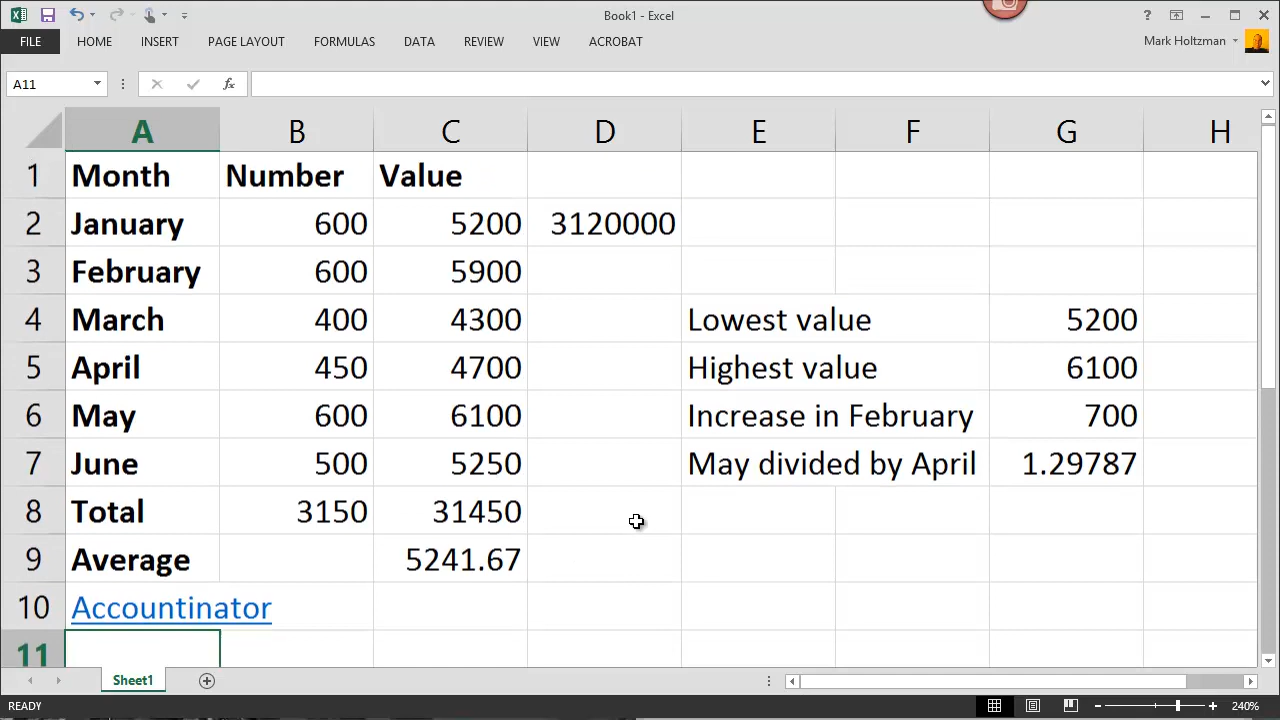 Book1 - Excel
?
FILE HOME INSERT PAGE LAYOUT FORMULAS DATA REVIEW VIEW ACROBAT Mark Holtzman
A11 fx
A B C D E F G H
1 Month Number Value
2 January 600 5200 3120000
3 February 600 5900
4 March 400 4300 Lowest value 5200
5 April 450 4700 Highest value 6100
6 May 600 6100 Increase in February 700
7 June 500 5250 May divided by April 1.29787
8 Total 3150 31450
9 Average 5241.67
10 Accountinator
11
Sheet1
READY 240%